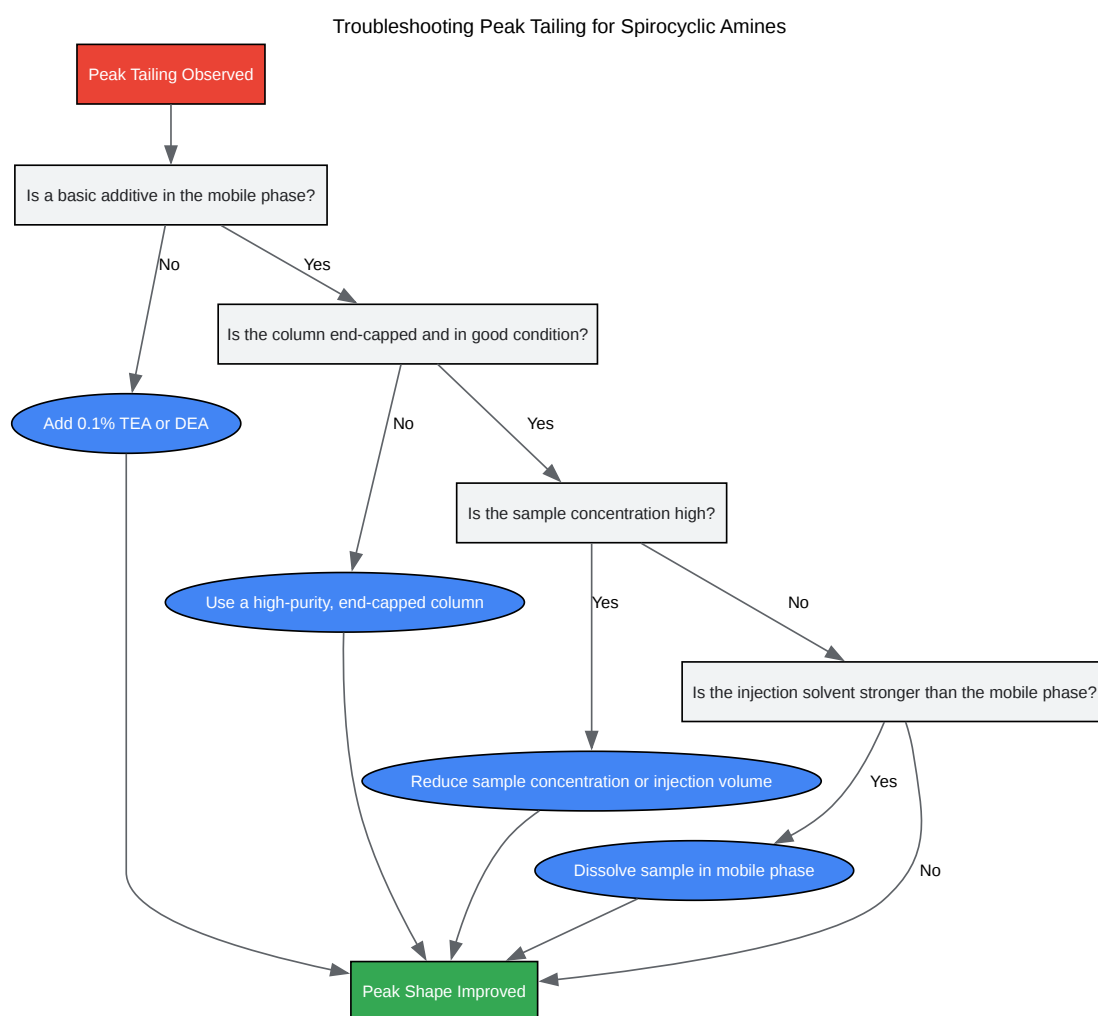 Troubleshooting Peak Tailing for Spirocyclic Amines
Peak Tailing Observed
Is a basic additive in the mobile phase?
No
Yes
Is the column end-capped and in good condition?
Add 0.1% TEA or DEA
No
Yes
Is the sample concentration high?
Use a high-purity, end-capped column
Yes
No
Is the injection solvent stronger than the mobile phase?
Reduce sample concentration or injection volume
Yes
Dissolve sample in mobile phase
No
Peak Shape Improved